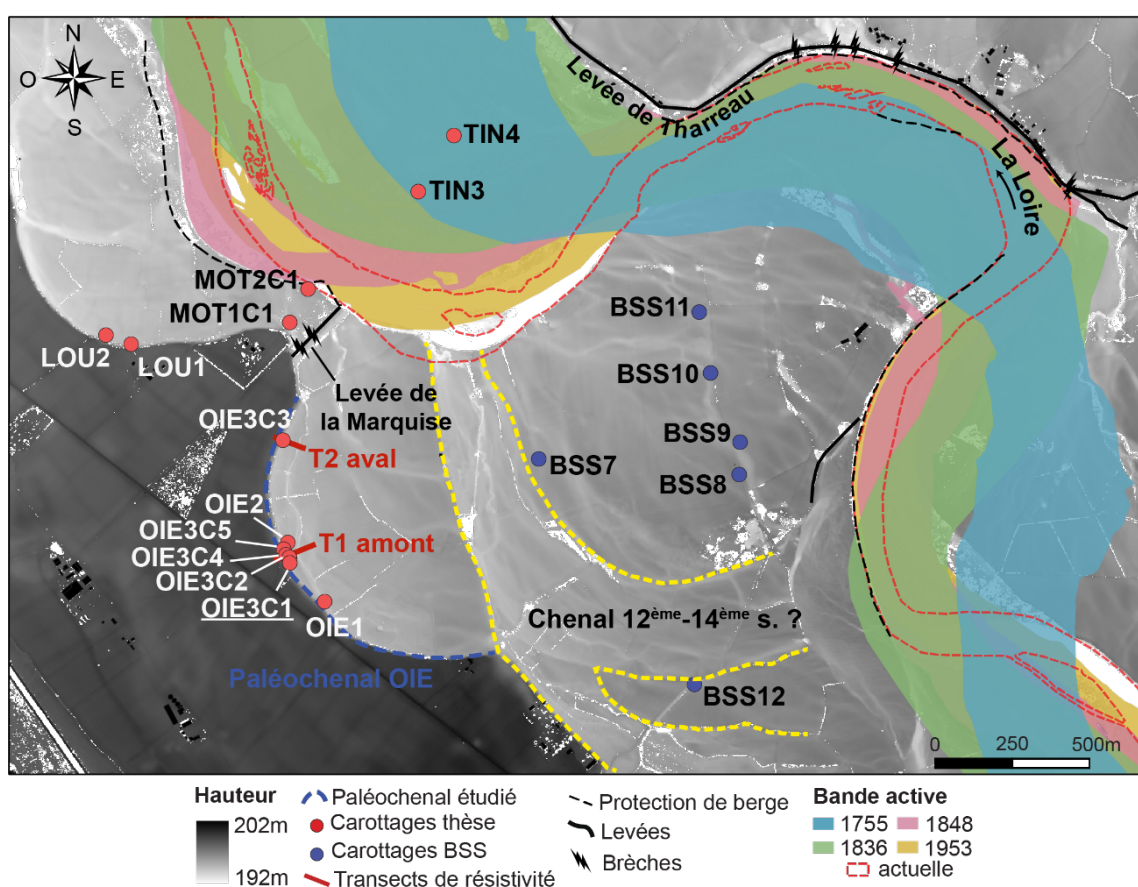 N
O
E
S
Levée de Tharreau
La Loire
TIN4
TIN3
MOT2C1
MOT1C1
LOU2
LOU1
Levée de
la Marquise
BSS11
BSS10
BSS9
BSS8
BSS7
OIE3C3
T2 aval
OIE2
OIE3C5
OIE3C4
T1 amont
OIE3C2
OIE3C1
OIE1
Chenal 12ème-14ème s. ?
Paléochenal OIE
BSS12
0 250 500m
Hauteur
202m
192m
Paléochenal étudié
Carottages thèse
Carottages BSS
Transects de résistivité
Protection de berge
Levées
Brèches
Bande active
1755
1848
1836
1953
actuelle